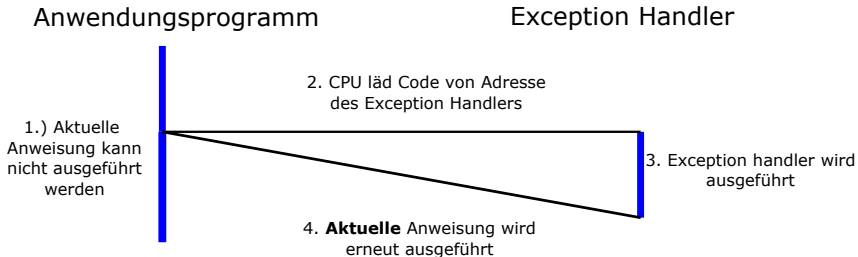 Anwendungsprogramm
Exception Handler
2. CPU läd Code von Adresse
des Exception Handlers
1.) Aktuelle
Anweisung kann
nicht ausgeführt
werden
3. Exception handler wird
ausgeführt
4. Aktuelle Anweisung wird
erneut ausgeführt